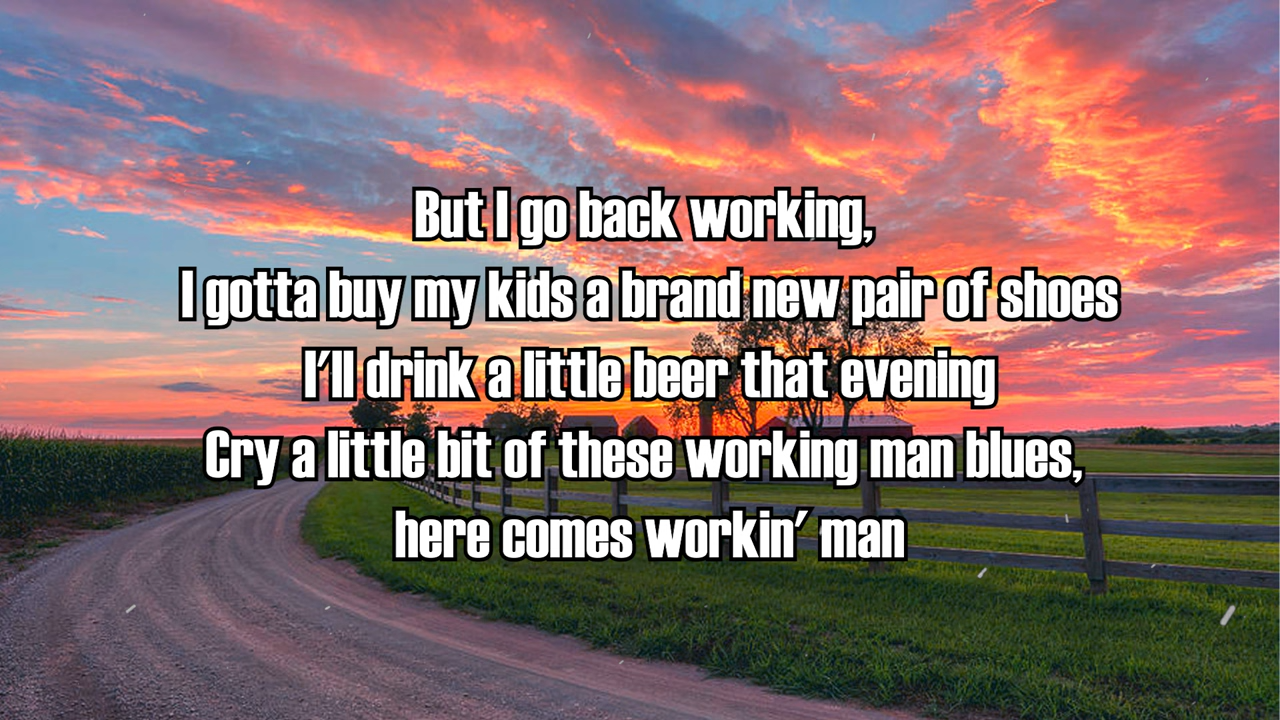 But I go back working,
I gotta buy my kids a brand new pair of shoes
I'll drink a little beer that evening
Cry a little bit of these working man blues,
here comes workin' man